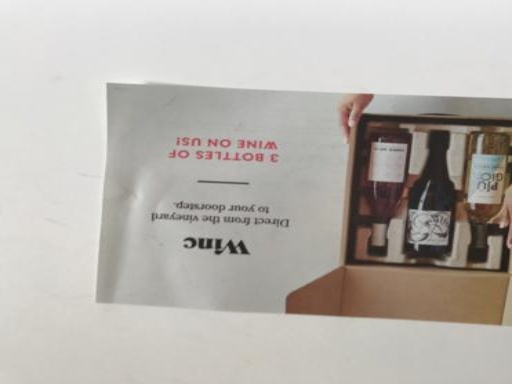 Winc
Direct from the vineyard
to your doorstep.
3 BOTTLES OF
WINE ON US!
PIU
GIO